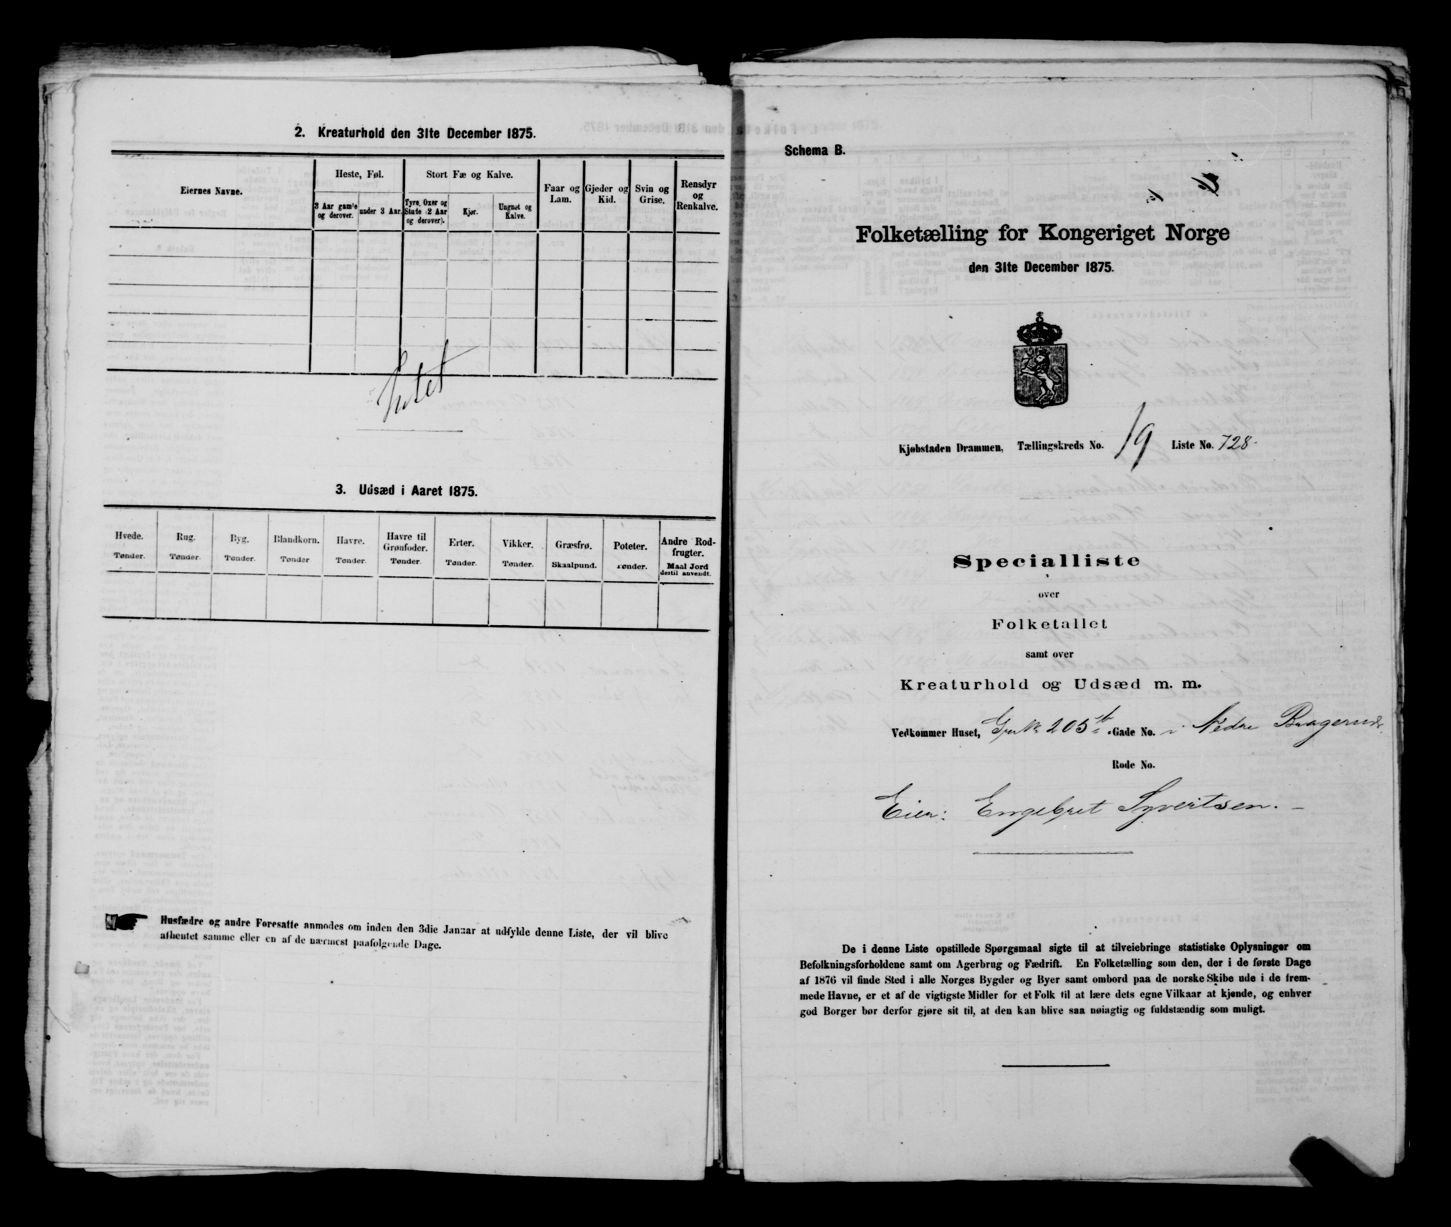 2. Kreaturhold den 31te December 1875.
Eiernes Navne.
Heste, Føl.
Stort Fæ og Kalve.
Faar og Lam.
Gjeder og Kid.
Svin og Grise.
Rensdyr og Renkalve.
3 Aar gamle og derover.
under 3 Aar.
Tyre, Oxer og Stude (2 Aar og derover).
Kjør.
Ungnøt og Kalve.
Intet
3. Udsæd i Aaret 1875.
Hvede.
Rug.
Byg.
Blandkorn.
Havre.
Havre til Grønfoder.
Erter.
Vikker.
Græsfrø.
Poteter.
Andre Rodfrugter.
Tønder.
Tønder.
Tønder.
Tønder
Tønder.
Tønder.
Tønder.
Tønder.
Skaalpund.
Tønder.
Maal Jord dertil anvendt.
Husfædre og andre Foresatte anmodes om inden den 3die Januar at udfylde denne Liste, der vil blive
afhentet samme eller en af de nærmest paafølgende Dage.
Schema B.
Folketælling for Kongeriget Norge
den 31te December 1875.
Kjøbstaden Drammen, Tællingskreds No. 19 Liste No. 728.
Specialliste
over
Folketallet
samt over
Kreaturhold og Udsæd m. m.
Vedkommer Huset, 205 Gade No. i Nedre
Rode No.
Eier: Engebret Syvertsen.
De i denne Liste opstillede Spørgsmaal sigte til at tilveiebringe statistiske Oplysninger om
Befolkningsforholdene samt om Agerbrug og Fædrift. En Folketælling som den, der i de første Dage
af 1876 vil finde Sted i alle Norges Bygder og Byer samt ombord paa de norske Skibe ude i de frem-
mede Havne, er et af de vigtigste Midler for et Folk til at lære dets egne Vilkaar at kjende, og enhver
god Borger bør derfor gjøre sit til, at den kan blive saa nøiagtig og fuldstændig som muligt.